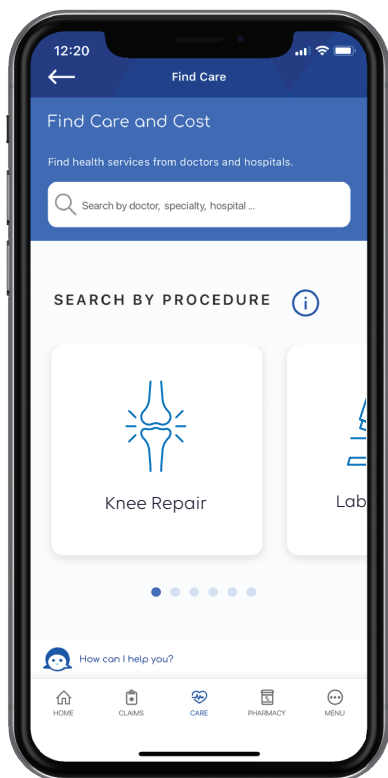 12:20
Find Care
Find Care and Cost
Find health services from doctors and hospitals.
Search by doctor, specialty, hospital ...
SEARCH BY PROCEDURE i
Knee Repair
Lab
How can I help you?
HOME CLAIMS CARE PHARMACY MENU